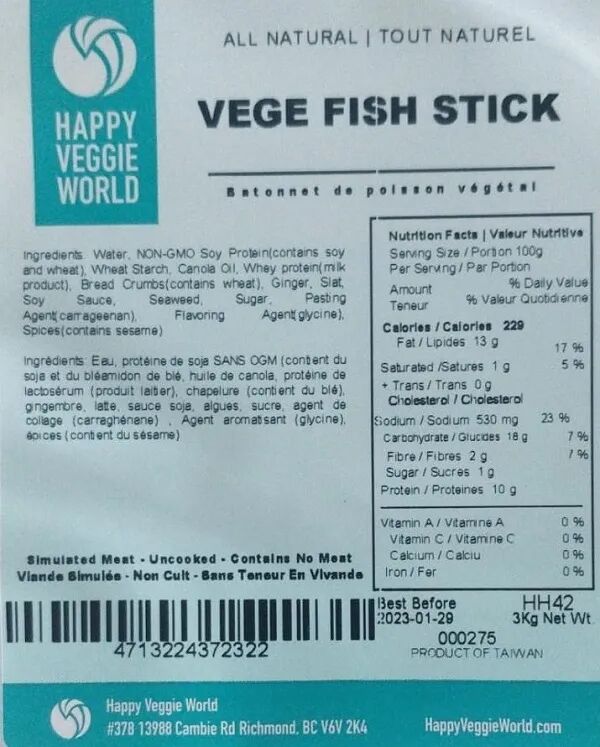 ALL NATURAL | TOUT NATUREL
HAPPY
VEGGIE
WORLD
VEGE FISH STICK
Batonnet de poisson végétal
Ingredients: Water, NON-GMO Soy Protein(contains soy
and wheat), Wheat Starch, Canola Oil, Whey protein(milk
product), Bread Crumbs(contains wheat), Ginger, Slat,
Soy Sauce, Seaweed, Sugar, Pasting
Agent(carrageenan), Flavoring Agent(glycine),
Spices(contains sesame)
Ingrédients: Eau, protéine de soja SANS OGM (contient du
soja et du bléamidon de blé, huile de canola, protéine de
lactosérum (produit laitier), chapelure (contient du blé),
gingembre, latte, sauce soja, algues, sucre, agent de
collage (carraghénane) , Agent aromatisant (glycine),
épices (contient du sésame)
Simulated Meat - Uncooked - Contains No Meat
Viande Simulée - Non Cuit - Sans Teneur En Vivande
4713224372322
Nutrition Facts | Valeur Nutritive
Serving Size / Portion 100g
Per Serving / Par Portion
Amount % Daily Value
Teneur % Valeur Quotidienne
Calories / Calories 229
Fat / Lipides 13 g 17 %
Saturated /Satures 1 g 5 %
+ Trans / Trans 0 g
Cholesterol / Cholesterol
Sodium / Sodium 530 mg 23 %
Carbohydrate / Glucides 18 g 7 %
Fibre / Fibres 2 g 7 %
Sugar / Sucres 1 g
Protein / Proteines 10 g
Vitamin A / Vitamine A 0 %
Vitamin C / Vitamine C 0 %
Calcium / Calciu 0 %
Iron / Fer 0 %
Best Before HH42
2023-01-29 3Kg Net Wt.
000275
PRODUCT OF TAIWAN
Happy Veggie World
#378 13988 Cambie Rd Richmond, BC V6V 2K4 HappyVeggieWorld.com